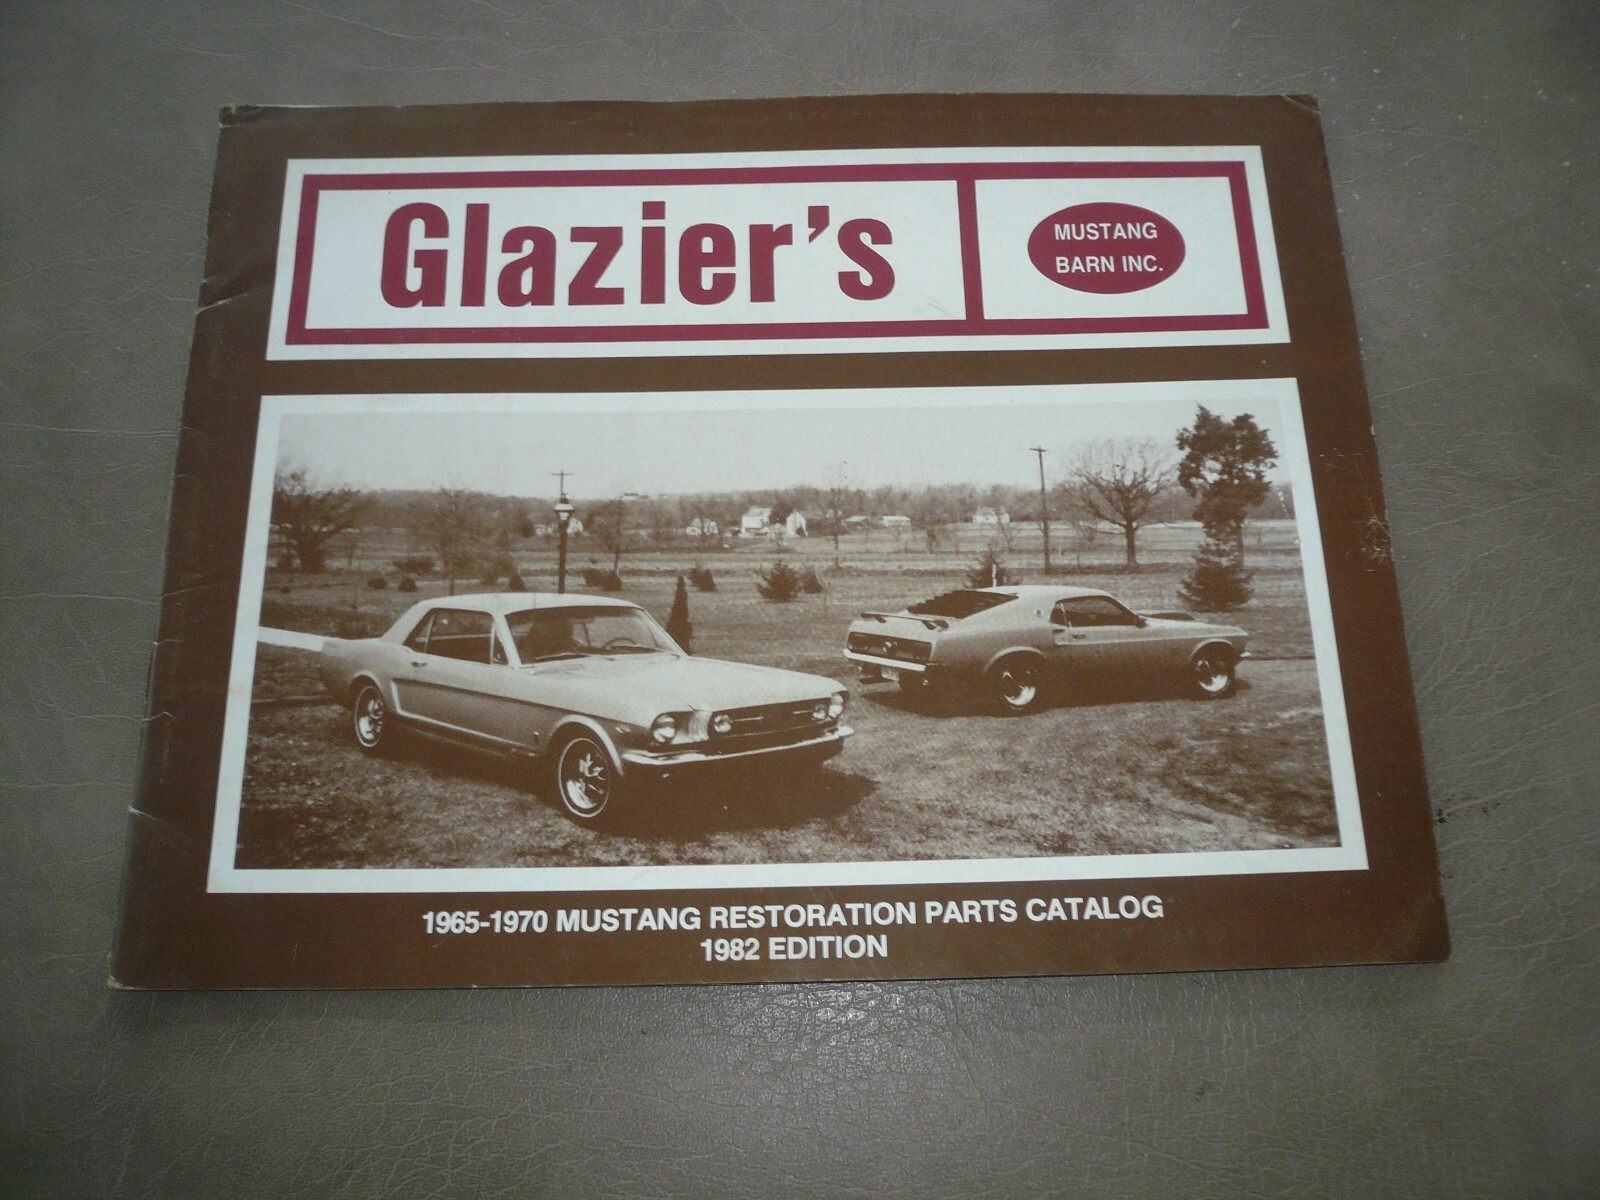 Glazier's
MUSTANG
BARN INC.
1965-1970 MUSTANG RESTORATION PARTS CATALOG
1982 EDITION